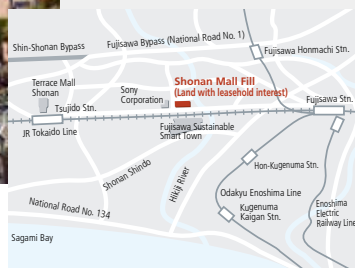 Shin-Shonan Bypass
Fujisawa Bypass (National Road No. 1)
Fujisawa Honmachi Stn.
Terrace Mall
Shonan
Sony
Corporation
Shonan Mall Fill
(Land with leasehold interest)
Tsujido Stn.
Fujisawa Stn.
JR Tokaido Line
Fujisawa Sustainable
Smart Town
Hon-Kugenuma Stn.
Shonan Shindo
Hikiji River
Odakyu Enoshima Line
National Road No. 134
Kugenuma
Kaigan Stn.
Enoshima
Electric
Railway Line
Sagami Bay